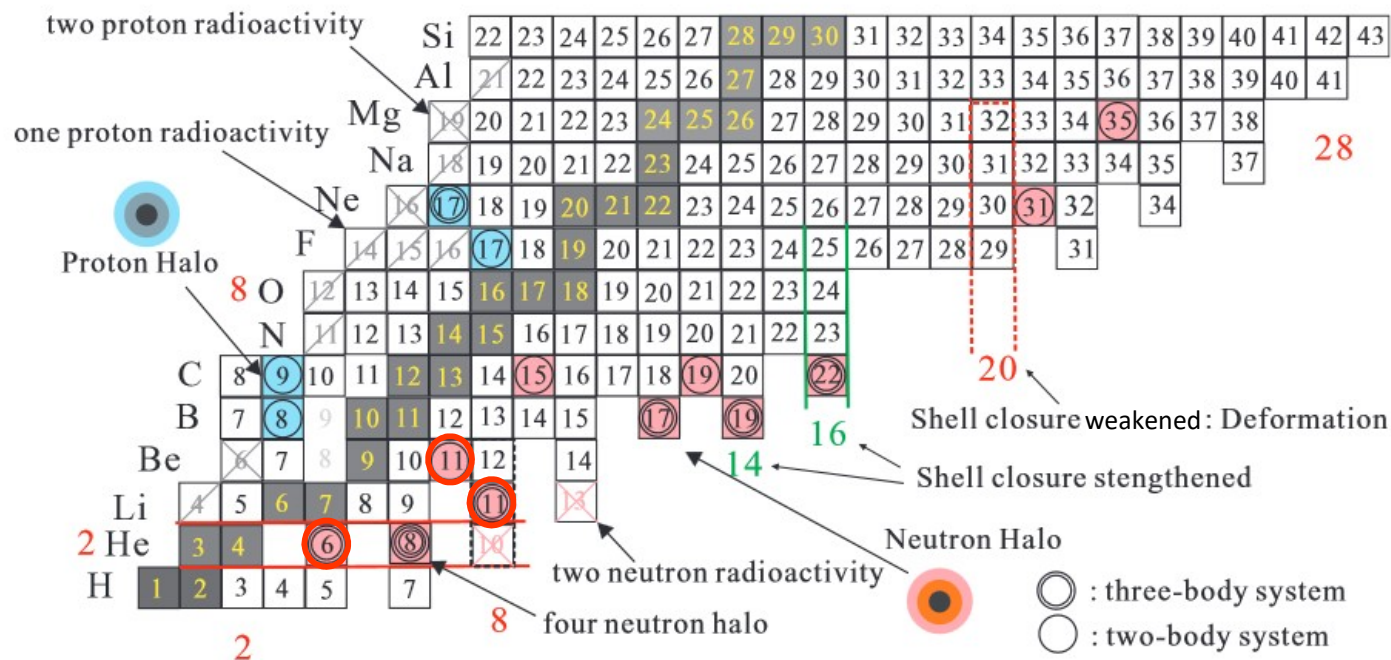 two proton radioactivity
Si 22 23 24 25 26 27 28 29 30 31 32 33 34 35 36 37 38 39 40 41 42 43
Al 21 22 23 24 25 26 27 28 29 30 31 32 33 34 35 36 37 38 39 40 41
Mg 19 20 21 22 23 24 25 26 27 28 29 30 31 32 33 34 35 36 37 38
28
one proton radioactivity
Na 18 19 20 21 22 23 24 25 26 27 28 29 30 31 32 33 34 35 37
Ne 16 17 18 19 20 21 22 23 24 25 26 27 28 29 30 31 32 34
F 14 15 16 17 18 19 20 21 22 23 24 25 26 27 28 29 31
Proton Halo
8 O 12 13 14 15 16 17 18 19 20 21 22 23 24
N 11 12 13 14 15 16 17 18 19 20 21 22 23
C 8 9 10 11 12 13 14 15 16 17 18 19 20 22
20
B 7 8 9 10 11 12 13 14 15 17 19
16
Shell closure weakened : Deformation
Be 6 7 8 9 10 11 12 14
14
Shell closure stengthened
Li 4 5 6 7 8 9 11 13
2 He 3 4 6 8 10
Neutron Halo
two neutron radioactivity
H 1 2 3 4 5 7
8
four neutron halo
2
: three-body system
: two-body system